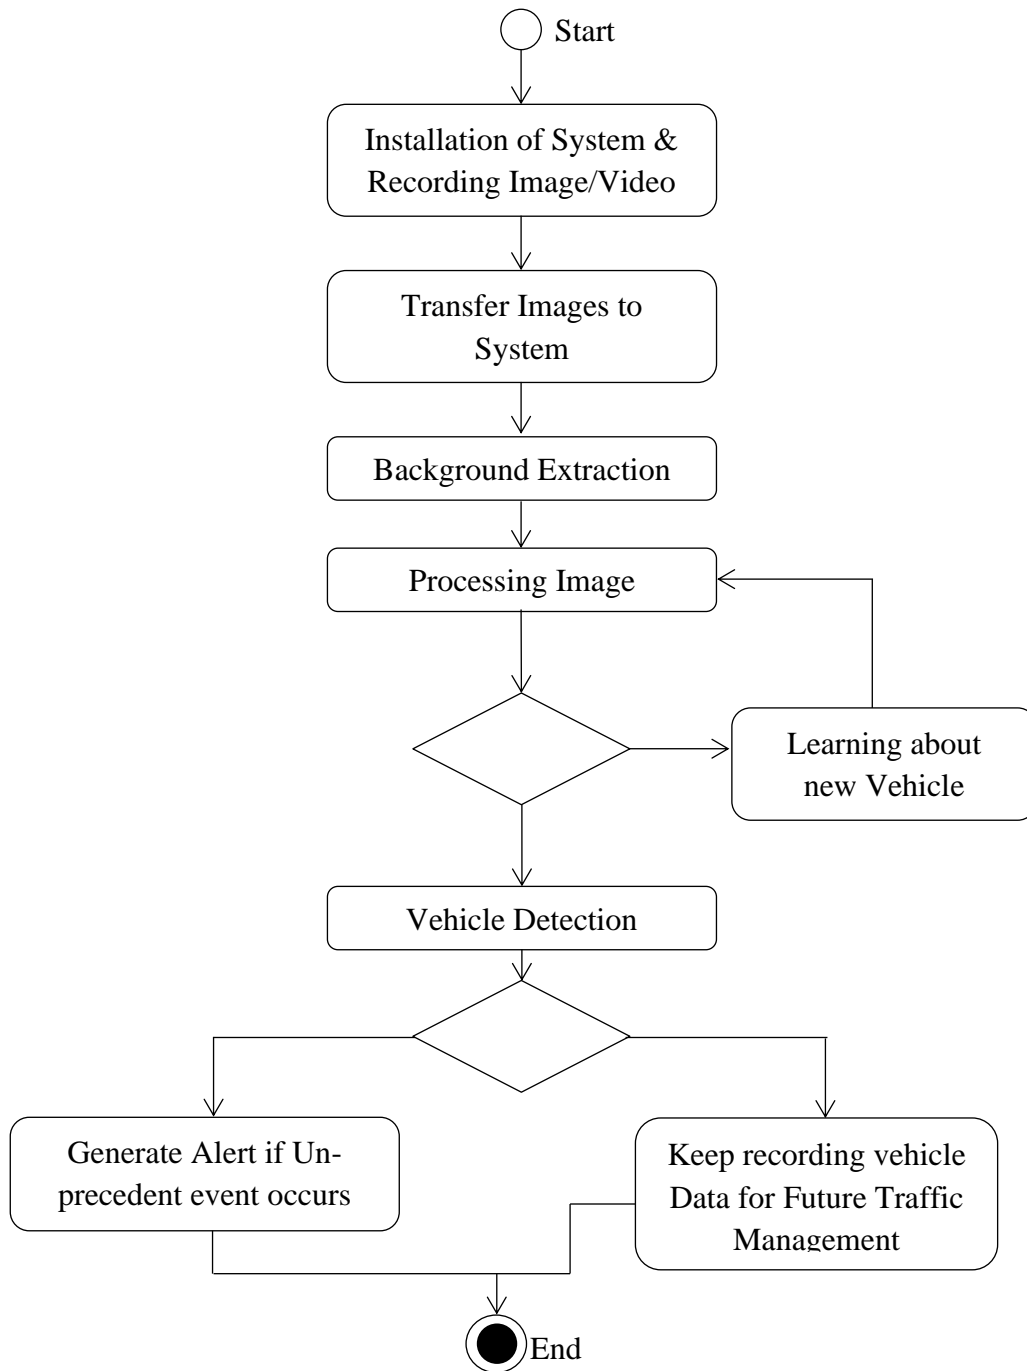 Start
Installation of System &
Recording Image/Video
Transfer Images to
System
Background Extraction
Processing Image
Learning about
new Vehicle
Vehicle Detection
Generate Alert if Un-
precedent event occurs
Keep recording vehicle
Data for Future Traffic
Management
End